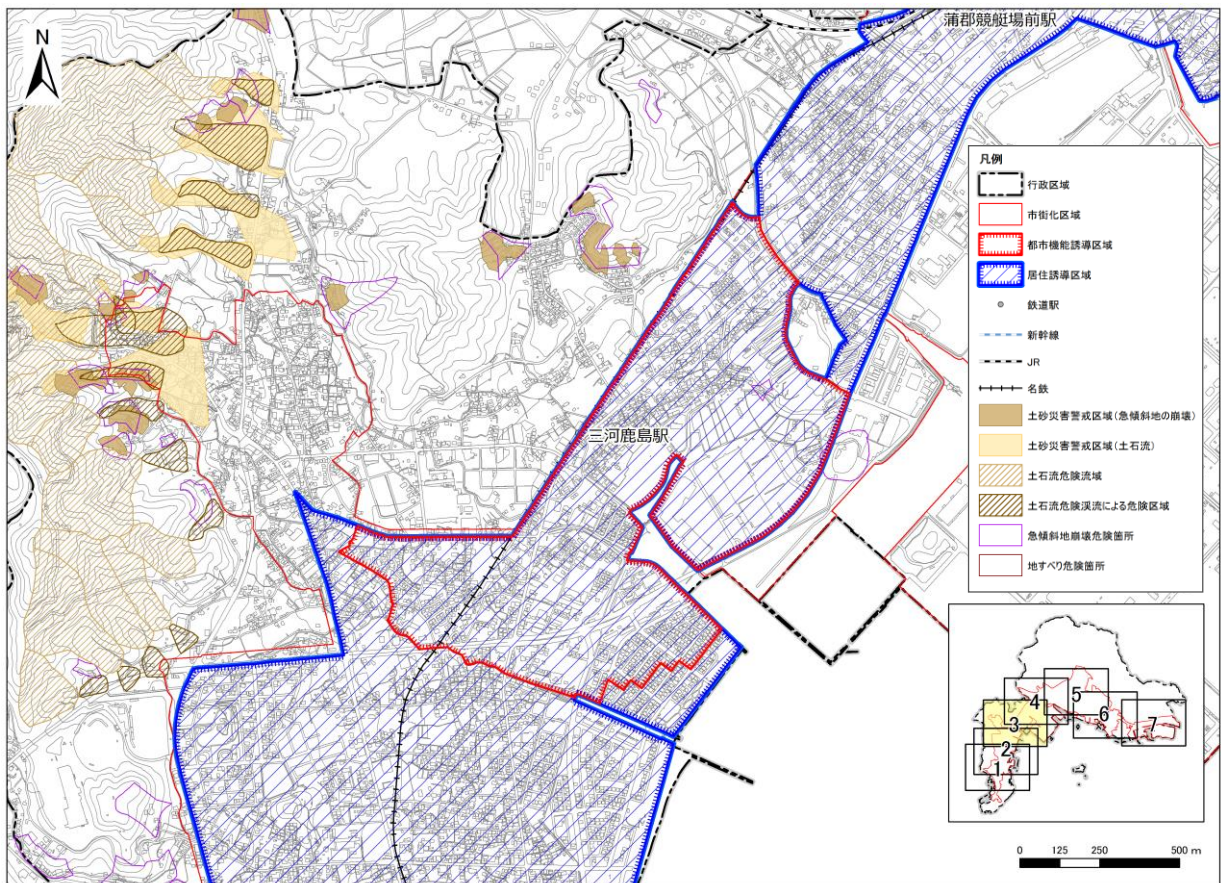 蒲郡競艇場前駅
N
凡例
行政区域
市街化区域
都市機能誘導区域
居住誘導区域
鉄道駅
新幹線
JR
名鉄
土砂災害警戒区域(急傾斜地の崩壊)
土砂災害警戒区域(土石流)
土石流危険流域
土石流危険渓流による危険区域
急傾斜地崩壊危険箇所
地すべり危険箇所
三河鹿島駅
5
4
6
7
3
2
1
0 125 250 500 m